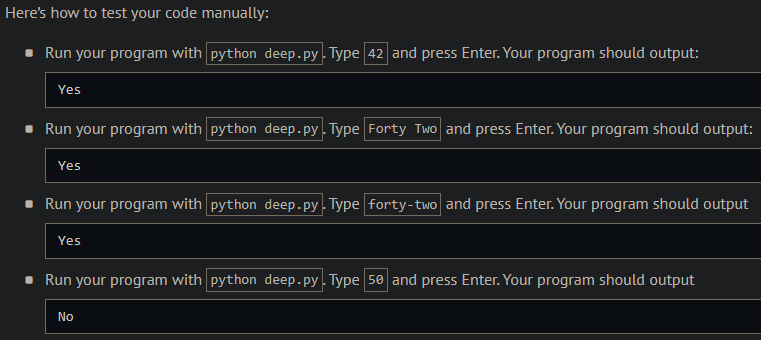 Here's how to test your code manually:
Run your program with python deep.py. Type 42 and press Enter. Your program should output:
Yes
Run your program with python deep.py. Type Forty Two and press Enter. Your program should output:
Yes
Run your program with python deep.py. Type forty-two and press Enter. Your program should output
Yes
Run your program with python deep.py. Type 50 and press Enter. Your program should output
No